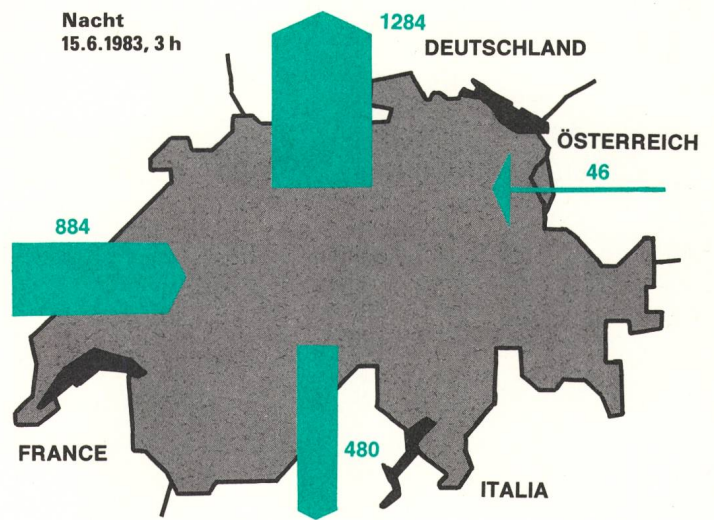 Nacht
15.6.1983, 3 h
1284
DEUTSCHLAND
ÖSTERREICH
46
884
FRANCE
480
ITALIA